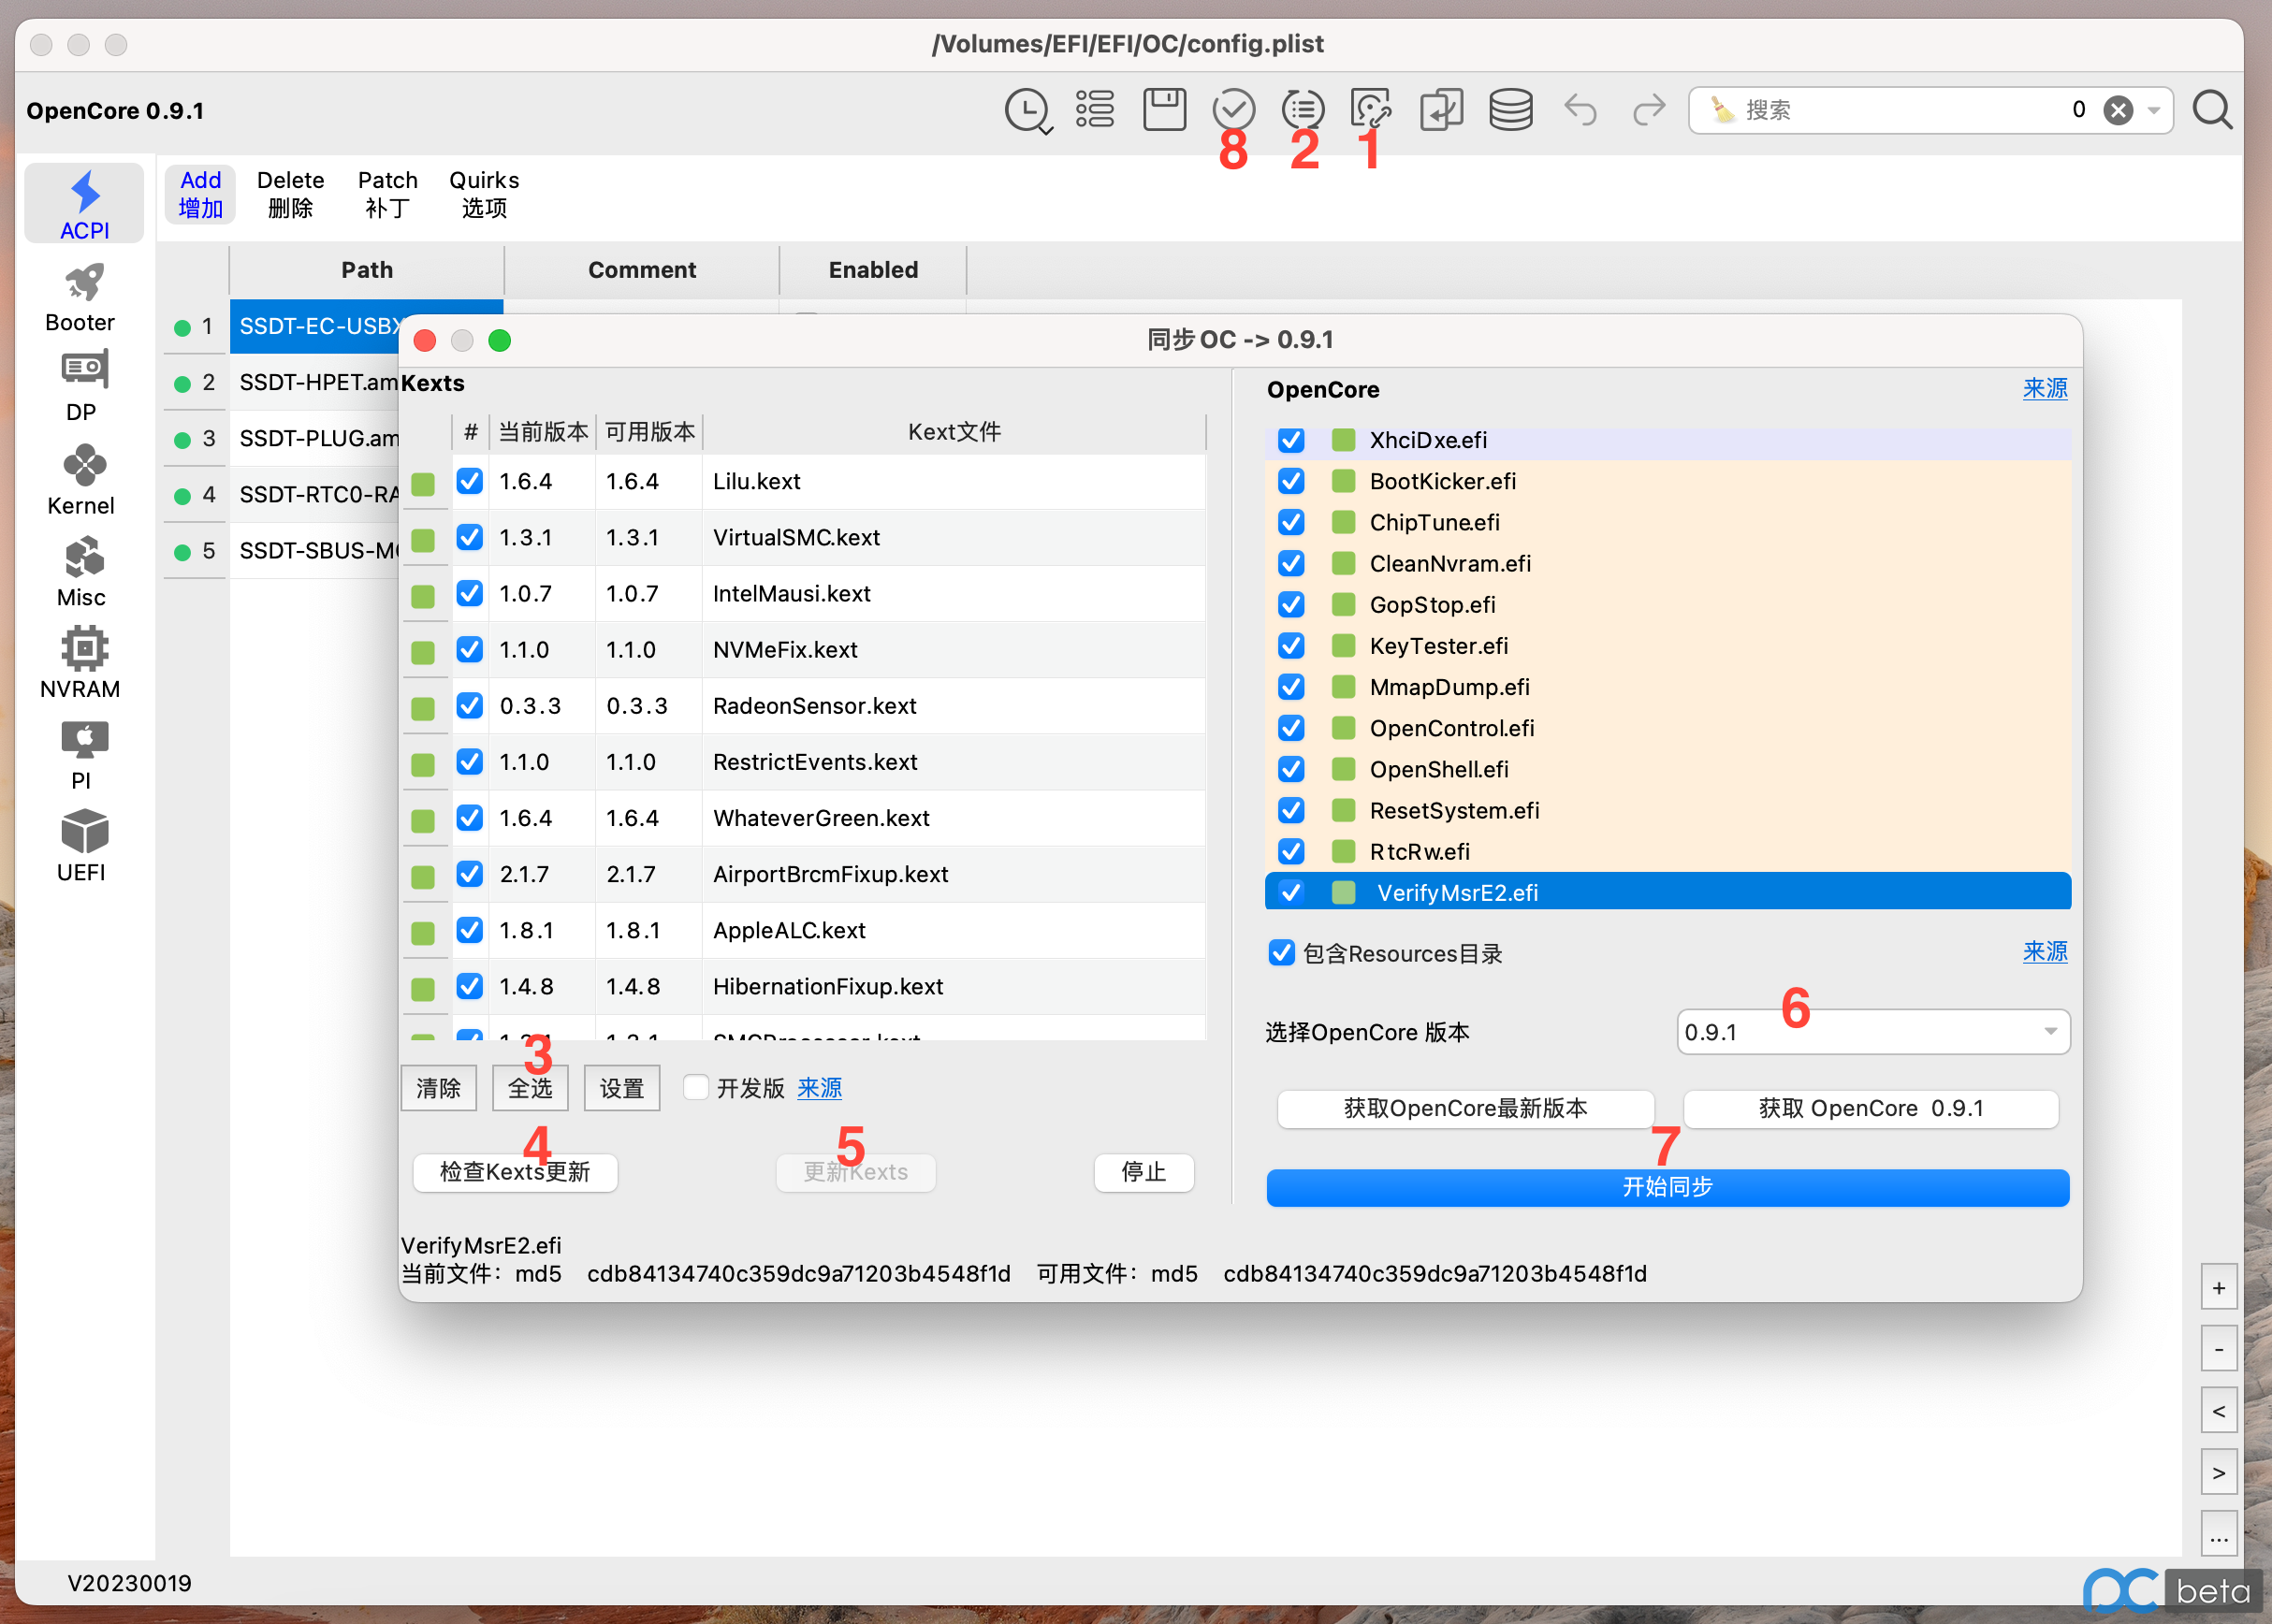 /Volumes/EFI/EFI/OC/config.plist
OpenCore 0.9.1
搜索 0
8 2 1
Add Delete Patch Quirks
增加 删除 补丁 选项
ACPI
Booter
DP
Kernel
Misc
NVRAM
PI
UEFI
Path Comment Enabled
1 SSDT-EC-USBX
2 SSDT-HPET.am
3 SSDT-PLUG.am
4 SSDT-RTC0-RA
5 SSDT-SBUS-M
同步OC -> 0.9.1
Kexts
# 当前版本 可用版本 Kext文件
1.6.4 1.6.4 Lilu.kext
1.3.1 1.3.1 VirtualSMC.kext
1.0.7 1.0.7 IntelMausi.kext
1.1.0 1.1.0 NVMeFix.kext
0.3.3 0.3.3 RadeonSensor.kext
1.1.0 1.1.0 RestrictEvents.kext
1.6.4 1.6.4 WhateverGreen.kext
2.1.7 2.1.7 AirportBrcmFixup.kext
1.8.1 1.8.1 AppleALC.kext
1.4.8 1.4.8 HibernationFixup.kext
1.3.1 1.3.1 SMCProcessor.kext
3
清除 全选 设置 开发版 来源
4 5
检查Kexts更新 更新Kexts 停止
OpenCore 来源
XhciDxe.efi
BootKicker.efi
ChipTune.efi
CleanNvram.efi
GopStop.efi
KeyTester.efi
MmapDump.efi
OpenControl.efi
OpenShell.efi
ResetSystem.efi
RtcRw.efi
VerifyMsrE2.efi
包含Resources目录 来源
6
选择OpenCore 版本 0.9.1
获取OpenCore最新版本 获取 OpenCore 0.9.1
7
开始同步
VerifyMsrE2.efi
当前文件：md5 cdb84134740c359dc9a71203b4548f1d 可用文件：md5 cdb84134740c359dc9a71203b4548f1d
+
-
<
>
...
V20230019
pc beta